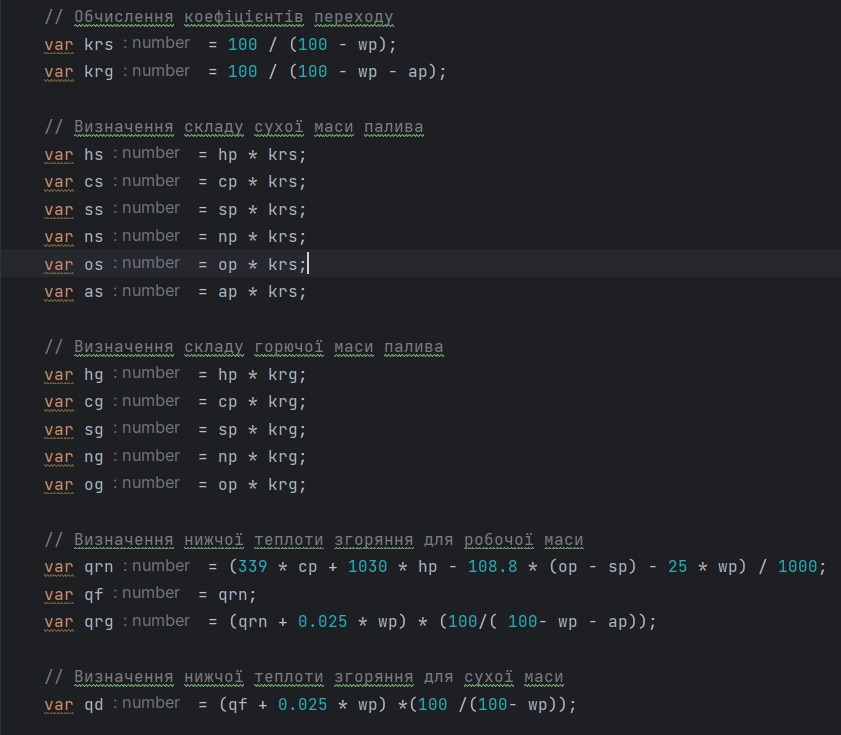 // Обчислення коефіцієнтів переходу
var krs : number = 100 / (100 - wp);
var krg : number = 100 / (100 - wp - ap);
// Визначення складу сухої маси палива
var hs : number = hp * krs;
var cs : number = cp * krs;
var ss : number = sp * krs;
var ns : number = np * krs;
var os : number = op * krs;
var as : number = ap * krs;
// Визначення складу горючої маси палива
var hg : number = hp * krg;
var cg : number = cp * krg;
var sg : number = sp * krg;
var ng : number = np * krg;
var og : number = op * krg;
// Визначення нижчої теплоти згоряння для робочої маси
var qrn : number = (339 * cp + 1030 * hp - 108.8 * (op - sp) - 25 * wp) / 1000;
var qf : number = qrn;
var qrg : number = (qrn + 0.025 * wp) * (100/( 100- wp - ap));
// Визначення нижчої теплоти згоряння для сухої маси
var qd : number = (qf + 0.025 * wp) *(100 /(100- wp));